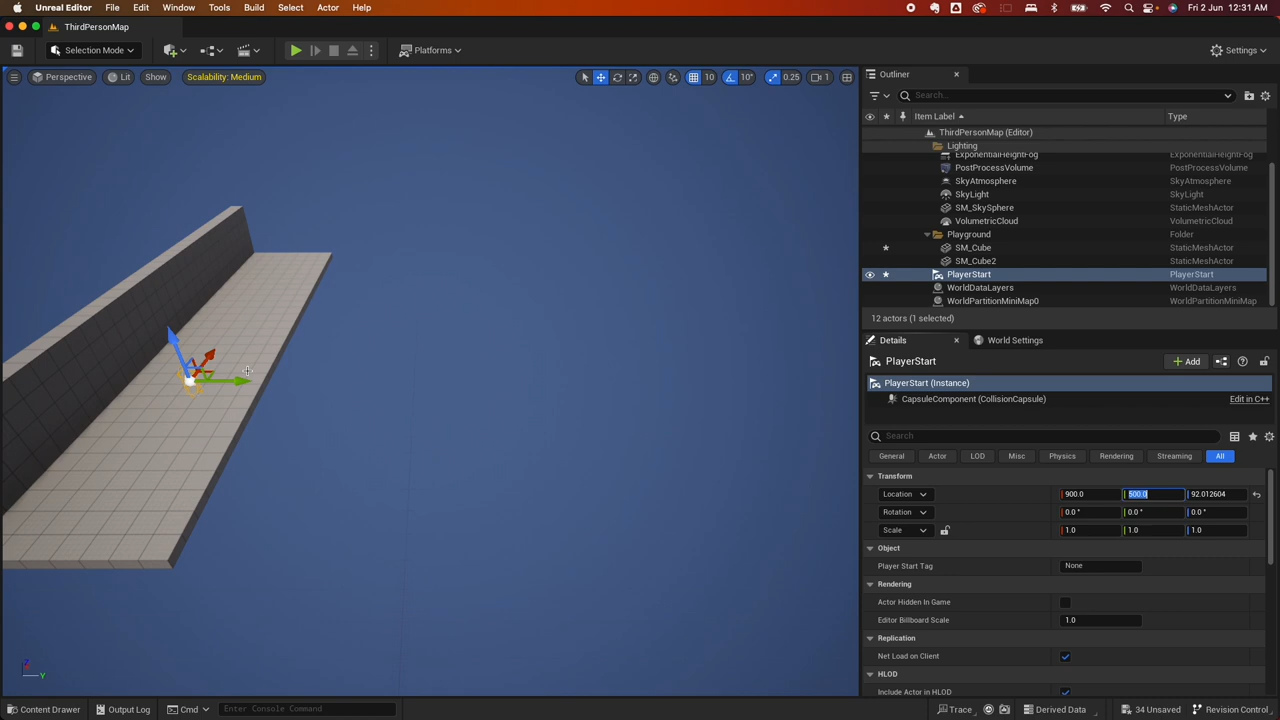 Unreal Engine File Edit Window Tools Build Select Actor Help Fri 2 Jun 12:31 AM
ThirdPersonMap
Selection Mode Platforms Settings
Perspective Lit Show Scalability: Medium 10 10° 0.25 1
Outliner
Search...
Item Label Type
ThirdPersonMap (Editor)
Lighting
ExponentialHeightFog ExponentialHeightFog
PostProcessVolume PostProcessVolume
SkyAtmosphere SkyAtmosphere
SkyLight SkyLight
SM_SkySphere StaticMeshActor
VolumetricCloud VolumetricCloud
Playground Folder
SM_Cube StaticMeshActor
SM_Cube2 StaticMeshActor
PlayerStart PlayerStart
WorldDataLayers WorldDataLayers
WorldPartitionMiniMap0 WorldPartitionMiniMap
12 actors (1 selected)
Details World Settings
PlayerStart Add
PlayerStart (Instance)
CapsuleComponent (CollisionCapsule) Edit in C++
Search
General Actor LOD Misc Physics Rendering Streaming All
Transform
Location 900.0 500.0 92.012604
Rotation 0.0 ° 0.0 ° 0.0 °
Scale 1.0 1.0 1.0
Object
Player Start Tag None
Rendering
Actor Hidden In Game
Editor Billboard Scale 1.0
Replication
Net Load on Client
HLOD
Include Actor in HLOD
Z
Y
Content Drawer Output Log Cmd Enter Console Command Trace Derived Data 34 Unsaved Revision Control